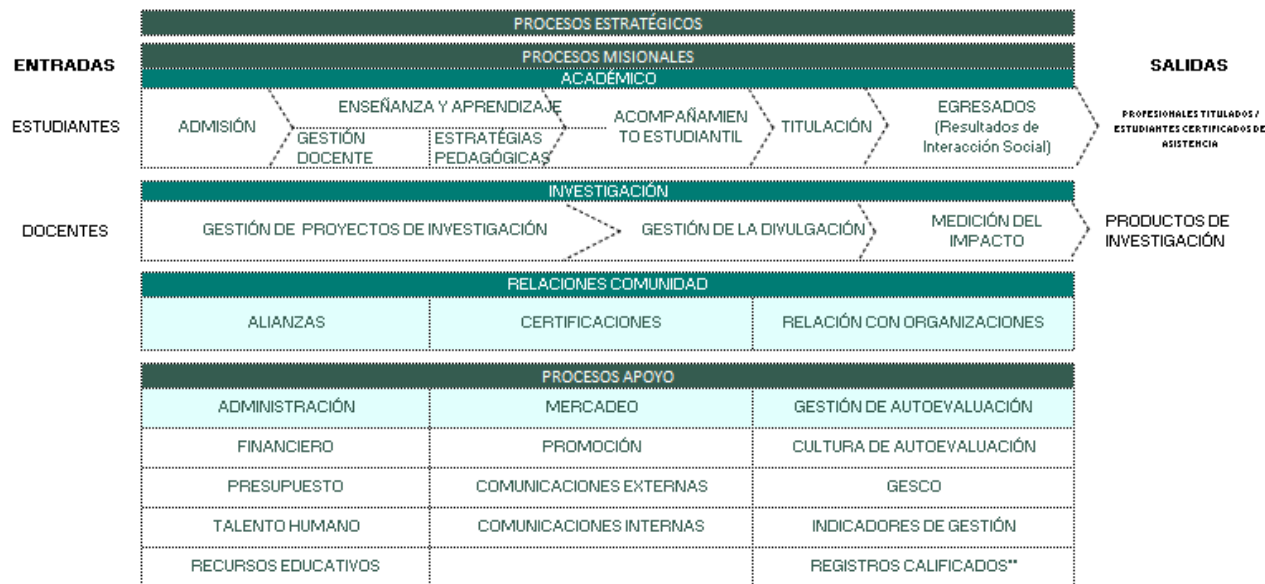 PROCESOS ESTRATÉGICOS
ENTRADAS
PROCESOS MISIONALES
SALIDAS
ACADÉMICO
ESTUDIANTES
ADMISIÓN
ENSEÑANZA Y APRENDIZAJE
GESTIÓN
DOCENTE
ESTRATÉGIAS
PEDAGÓGICAS
ACOMPAÑAMIEN
TO ESTUDIANTIL
TITULACIÓN
EGRESADOS
(Resultados de
Interacción Social)
PROFESIONALES TITULADOS /
ESTUDIANTES CERTIFICADOS DE
ASISTENCIA
INVESTIGACIÓN
DOCENTES
GESTIÓN DE PROYECTOS DE INVESTIGACIÓN
GESTIÓN DE LA DIVULGACIÓN
MEDICIÓN DEL
IMPACTO
PRODUCTOS DE
INVESTIGACIÓN
RELACIONES COMUNIDAD
ALIANZAS
CERTIFICACIONES
RELACIÓN CON ORGANIZACIONES
PROCESOS APOYO
ADMINISTRACIÓN
MERCADEO
GESTIÓN DE AUTOEVALUACIÓN
FINANCIERO
PROMOCIÓN
CULTURA DE AUTOEVALUACIÓN
PRESUPUESTO
COMUNICACIONES EXTERNAS
GESCO
TALENTO HUMANO
COMUNICACIONES INTERNAS
INDICADORES DE GESTIÓN
RECURSOS EDUCATIVOS
REGISTROS CALIFICADOS**